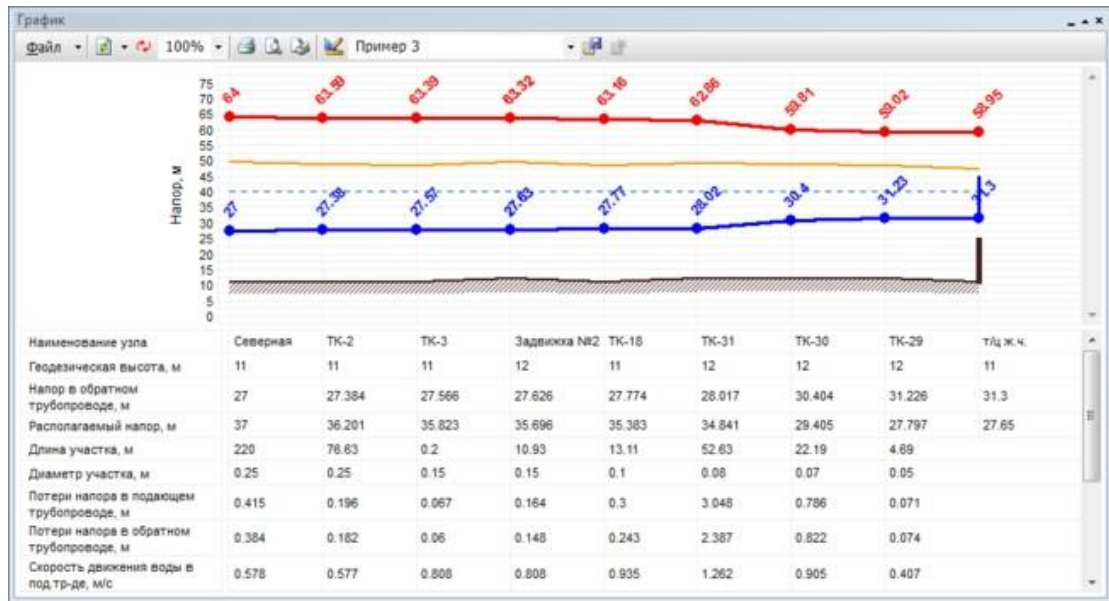 График
Файл 100% Пример 3
75
70
65
60
55
50
45
40
35
30
25
20
15
10
5
0
Напор, м
64 63.59 63.39 63.32 63.16 62.86 59.81 59.02 58.95
27 27.38 27.57 27.63 27.77 28.02 30.4 31.23 31.3
Наименование узла Северная ТК-2 ТК-3 Задвижка №2 ТК-18 ТК-31 ТК-30 ТК-29 т/ц ж.ч.
Геодезическая высота, м 11 11 11 12 11 12 12 12 11
Напор в обратном
трубопроводе, м 27 27.384 27.566 27.626 27.774 28.017 30.404 31.226 31.3
Располагаемый напор, м 37 36.201 35.823 35.696 35.383 34.841 29.405 27.797 27.65
Длина участка, м 220 76.63 0.2 10.93 13.11 52.63 22.19 4.69
Диаметр участка, м 0.25 0.25 0.15 0.15 0.1 0.08 0.07 0.05
Потери напора в подающем
трубопроводе, м 0.415 0.196 0.067 0.164 0.3 3.048 0.786 0.071
Потери напора в обратном
трубопроводе, м 0.384 0.182 0.06 0.148 0.243 2.387 0.822 0.074
Скорость движения воды в
под.тр-де, м/с 0.578 0.577 0.808 0.808 0.935 1.262 0.905 0.407